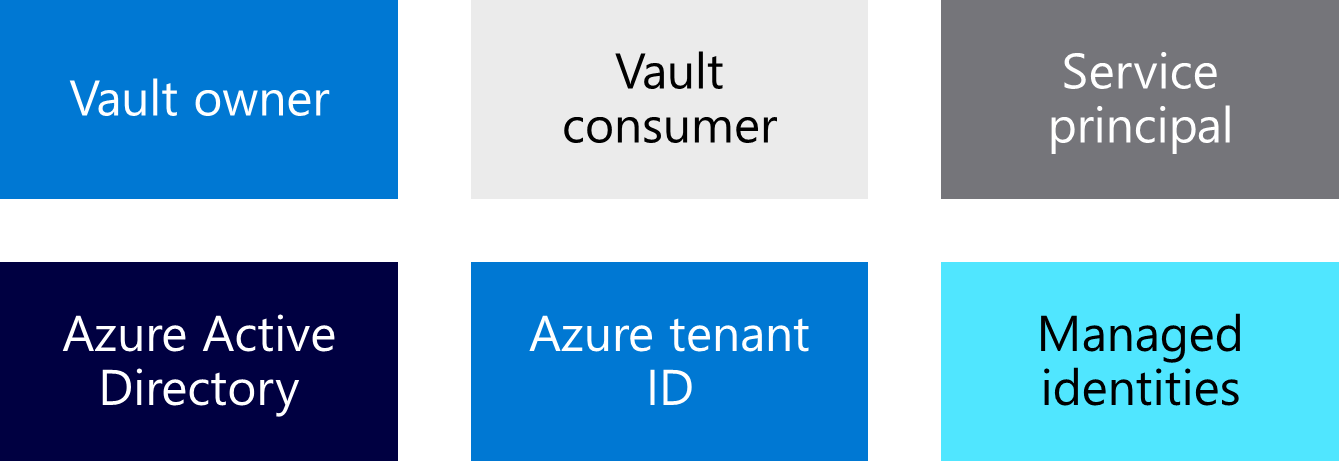 Vault owner
Vault
consumer
Service
principal
Azure Active
Directory
Azure tenant
ID
Managed
identities